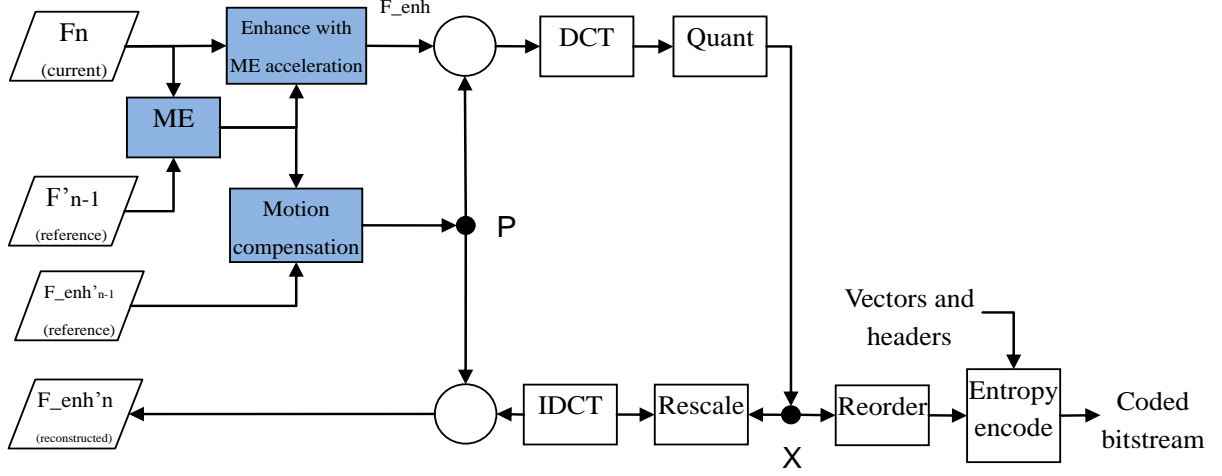 Fn
(current)
Enhance with
ME acceleration
F_enh
DCT
Quant
ME
F’n-1
(reference)
Motion
compensation
P
F_enh’n-1
(reference)
Vectors and
headers
F_enh’n
(reconstructed)
IDCT
Rescale
X
Reorder
Entropy
encode
Coded
bitstream